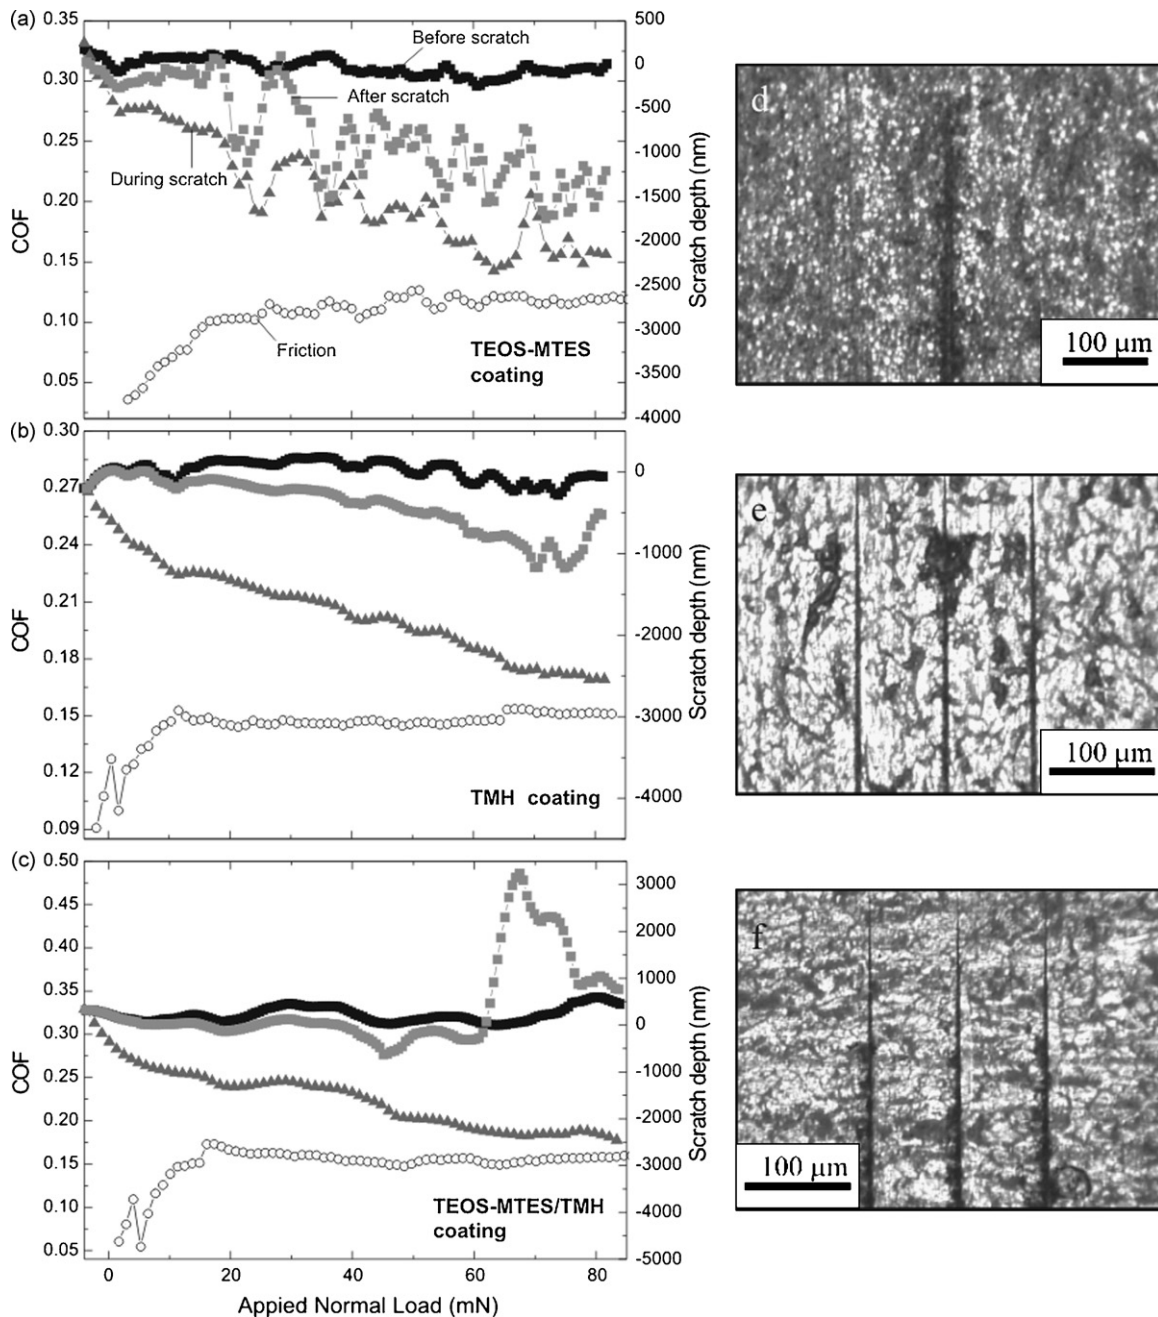 (a)
0.35
0.30
0.25
0.20
0.15
0.10
0.05
COF
500
0
-500
-1000
-1500
-2000
-2500
-3000
-3500
-4000
Scratch depth (nm)
Before scratch
After scratch
During scratch
Friction
TEOS-MTES
coating
d
100 µm
(b)
0.30
0.27
0.24
0.21
0.18
0.15
0.12
0.09
COF
0
-1000
-2000
-3000
-4000
Scratch depth (nm)
TMH coating
e
100 µm
(c)
0.50
0.45
0.40
0.35
0.30
0.25
0.20
0.15
0.10
0.05
COF
3000
2000
1000
0
-1000
-2000
-3000
-4000
-5000
Scratch depth (nm)
TEOS-MTES/TMH
coating
f
100 µm
0
20
40
60
80
Appied Normal Load (mN)